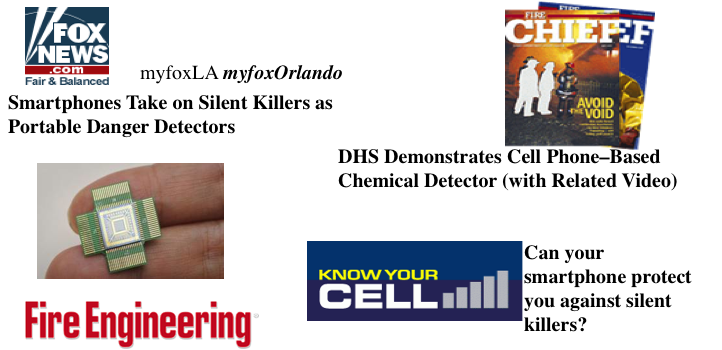 FOX
NEWS
.com
Fair & Balanced
myfoxLA myfoxOrlando
Smartphones Take on Silent Killers as
Portable Danger Detectors
FIRE
CHIEF
AVOID
THE VOID
DHS Demonstrates Cell Phone–Based
Chemical Detector (with Related Video)
KNOW YOUR
CELL
Can your
smartphone protect
you against silent
killers?
Fire Engineering